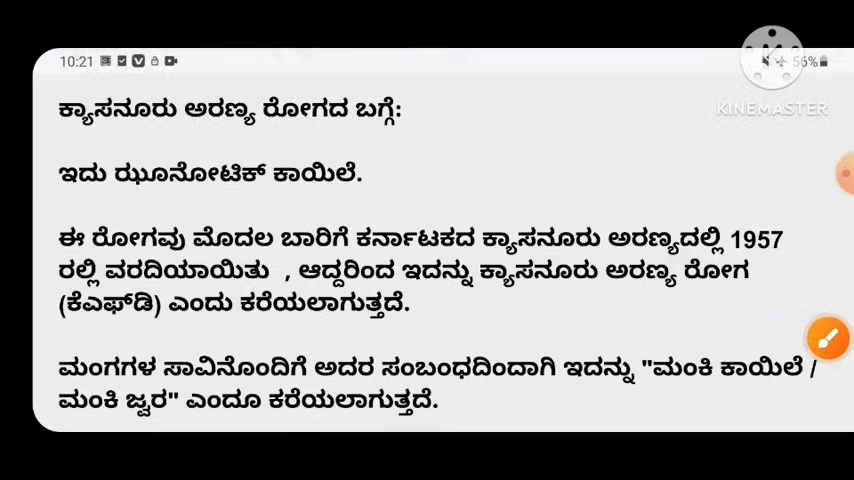 10:21
56%
KINEMASTER
ಕ್ಯಾಸನೂರು ಅರಣ್ಯ ರೋಗದ ಬಗ್ಗೆ:
ಇದು ಝೂನೋಟಿಕ್ ಕಾಯಿಲೆ.
ಈ ರೋಗವು ಮೊದಲ ಬಾರಿಗೆ ಕರ್ನಾಟಕದ ಕ್ಯಾಸನೂರು ಅರಣ್ಯದಲ್ಲಿ 1957
ರಲ್ಲಿ ವರದಿಯಾಯಿತು , ಆದ್ದರಿಂದ ಇದನ್ನು ಕ್ಯಾಸನೂರು ಅರಣ್ಯ ರೋಗ
(ಕೆಎಫ್‌ಡಿ) ಎಂದು ಕರೆಯಲಾಗುತ್ತದೆ.
ಮಂಗಗಳ ಸಾವಿನೊಂದಿಗೆ ಅದರ ಸಂಬಂಧದಿಂದಾಗಿ ಇದನ್ನು "ಮಂಕಿ ಕಾಯಿಲೆ /
ಮಂಕಿ ಜ್ವರ" ಎಂದೂ ಕರೆಯಲಾಗುತ್ತದೆ.